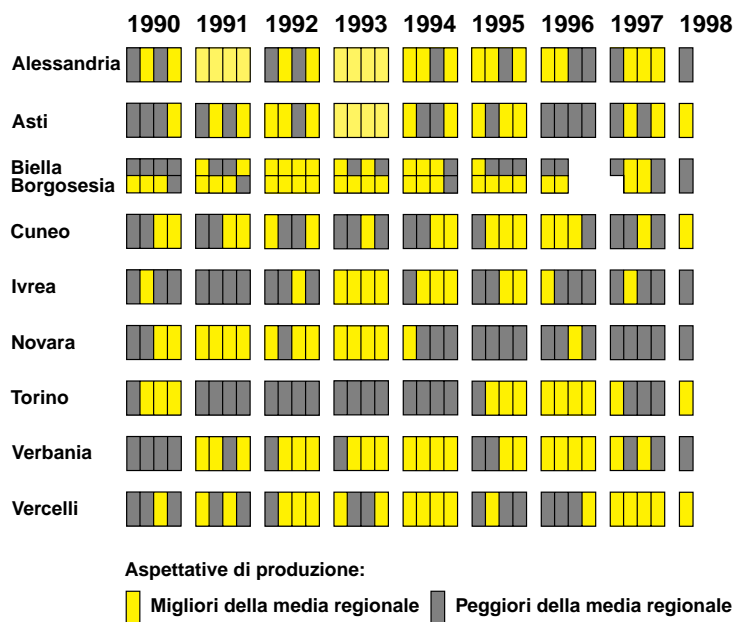 1990 1991 1992 1993 1994 1995 1996 1997 1998
Alessandria
Asti
Biella
Borgosesia
Cuneo
Ivrea
Novara
Torino
Verbania
Vercelli
Aspettative di produzione:
Migliori della media regionale Peggiori della media regionale